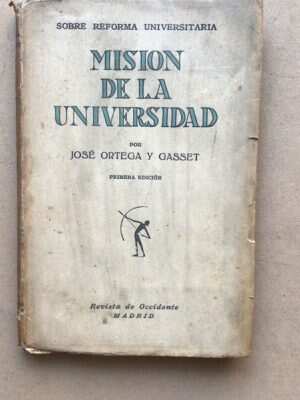 SOBRE REFORMA UNIVERSITARIA
MISION
DE LA
UNIVERSIDAD
POR
JOSÉ ORTEGA Y GASSET
PRIMERA EDICIÓN
Revista de Occidente
MADRID